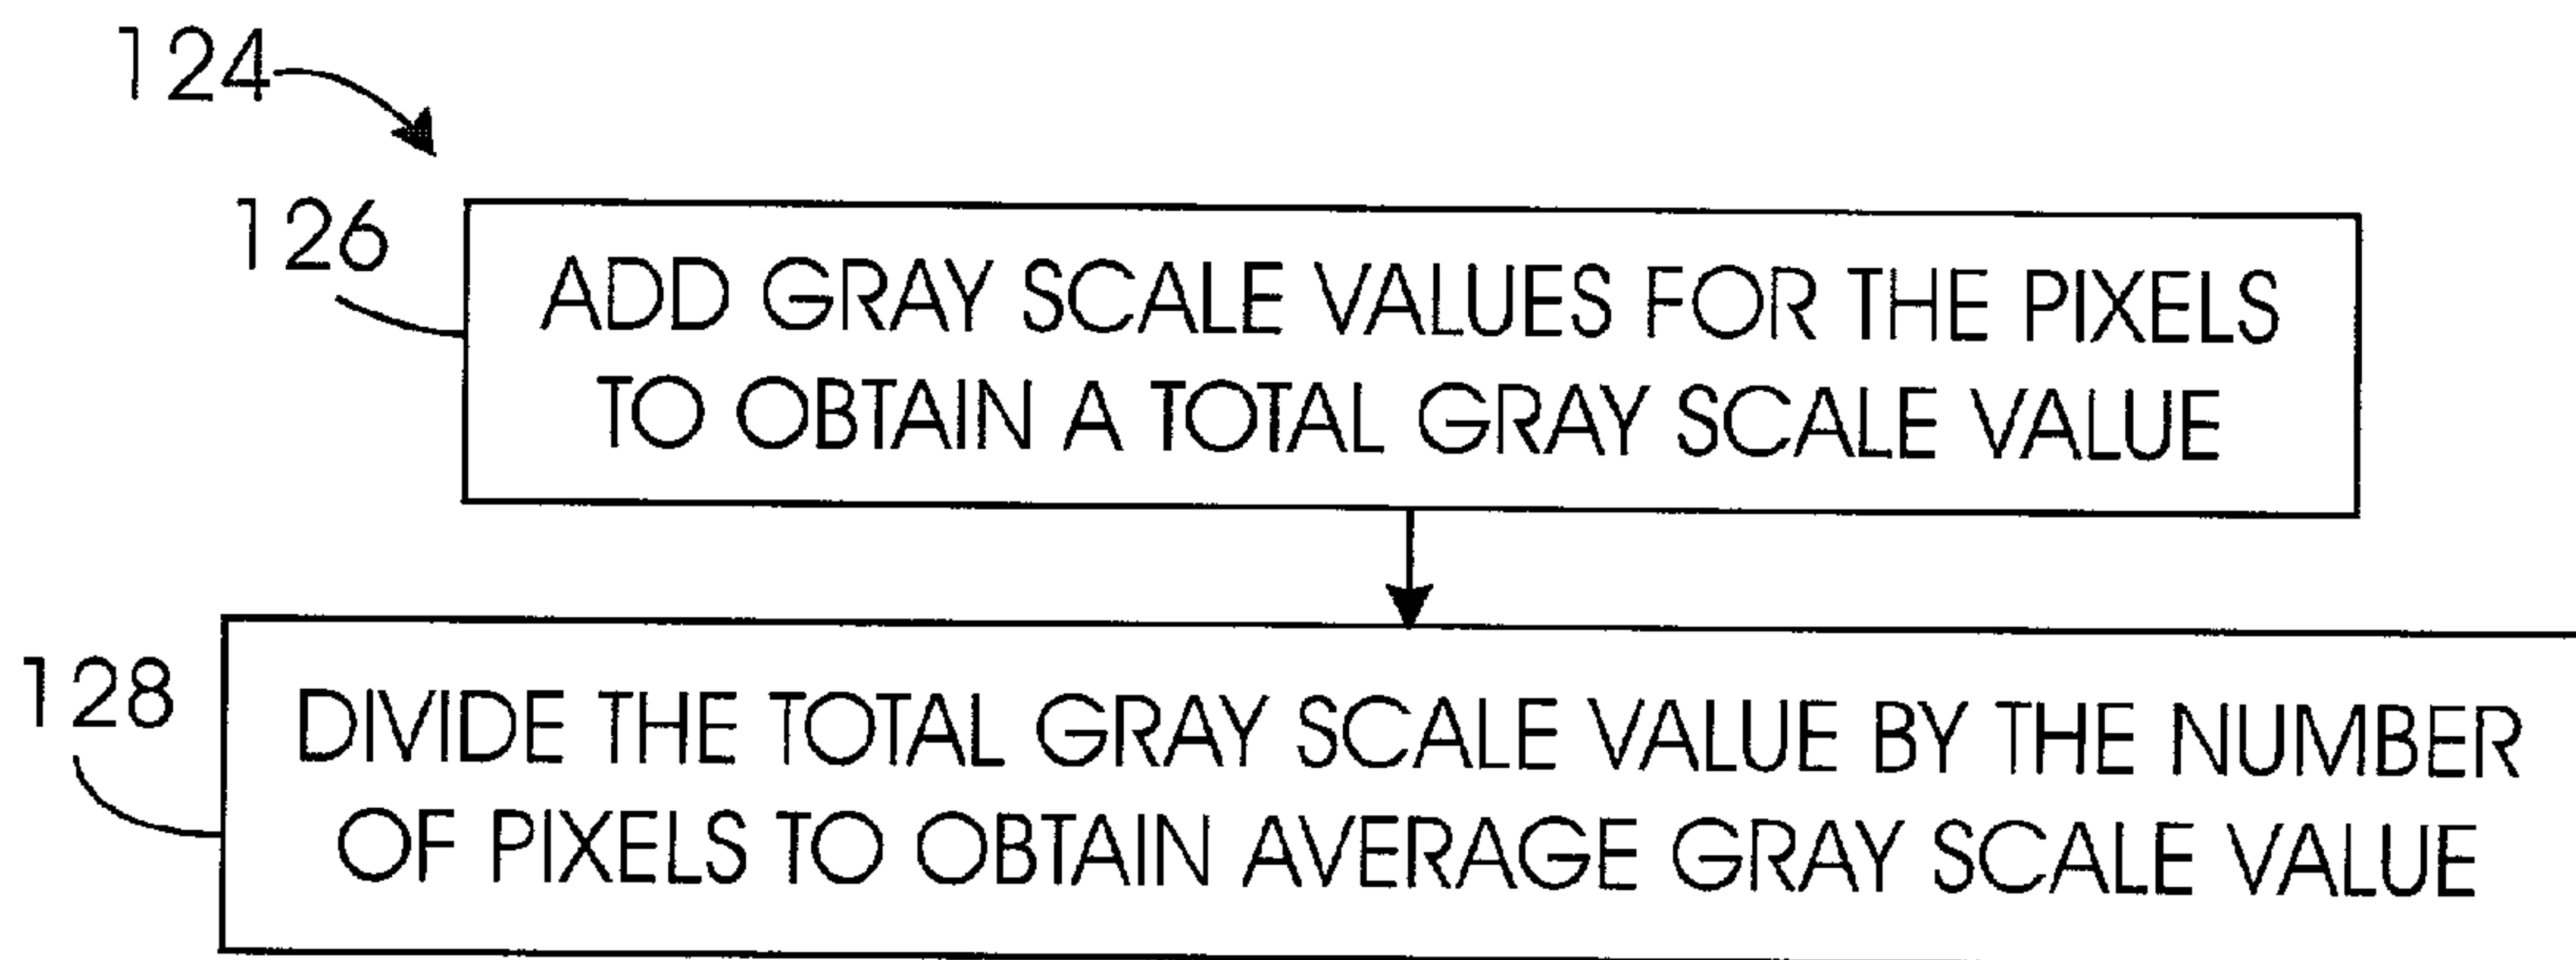 124
126
ADD GRAY SCALE VALUES FOR THE PIXELS
TO OBTAIN A TOTAL GRAY SCALE VALUE
128
DIVIDE THE TOTAL GRAY SCALE VALUE BY THE NUMBER
OF PIXELS TO OBTAIN AVERAGE GRAY SCALE VALUE